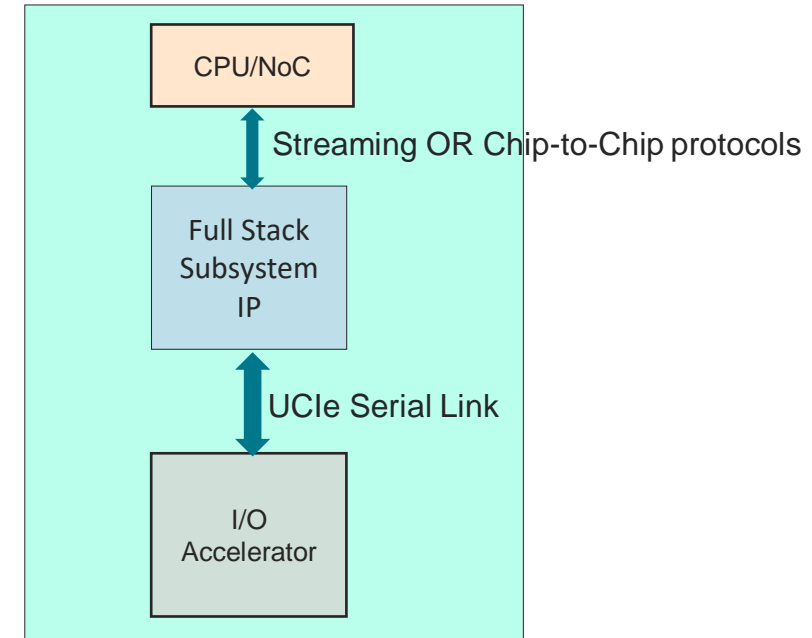 CPU/NoC
Streaming OR Chip-to-Chip protocols
Full Stack
Subsystem
IP
UCIe Serial Link
I/O
Accelerator